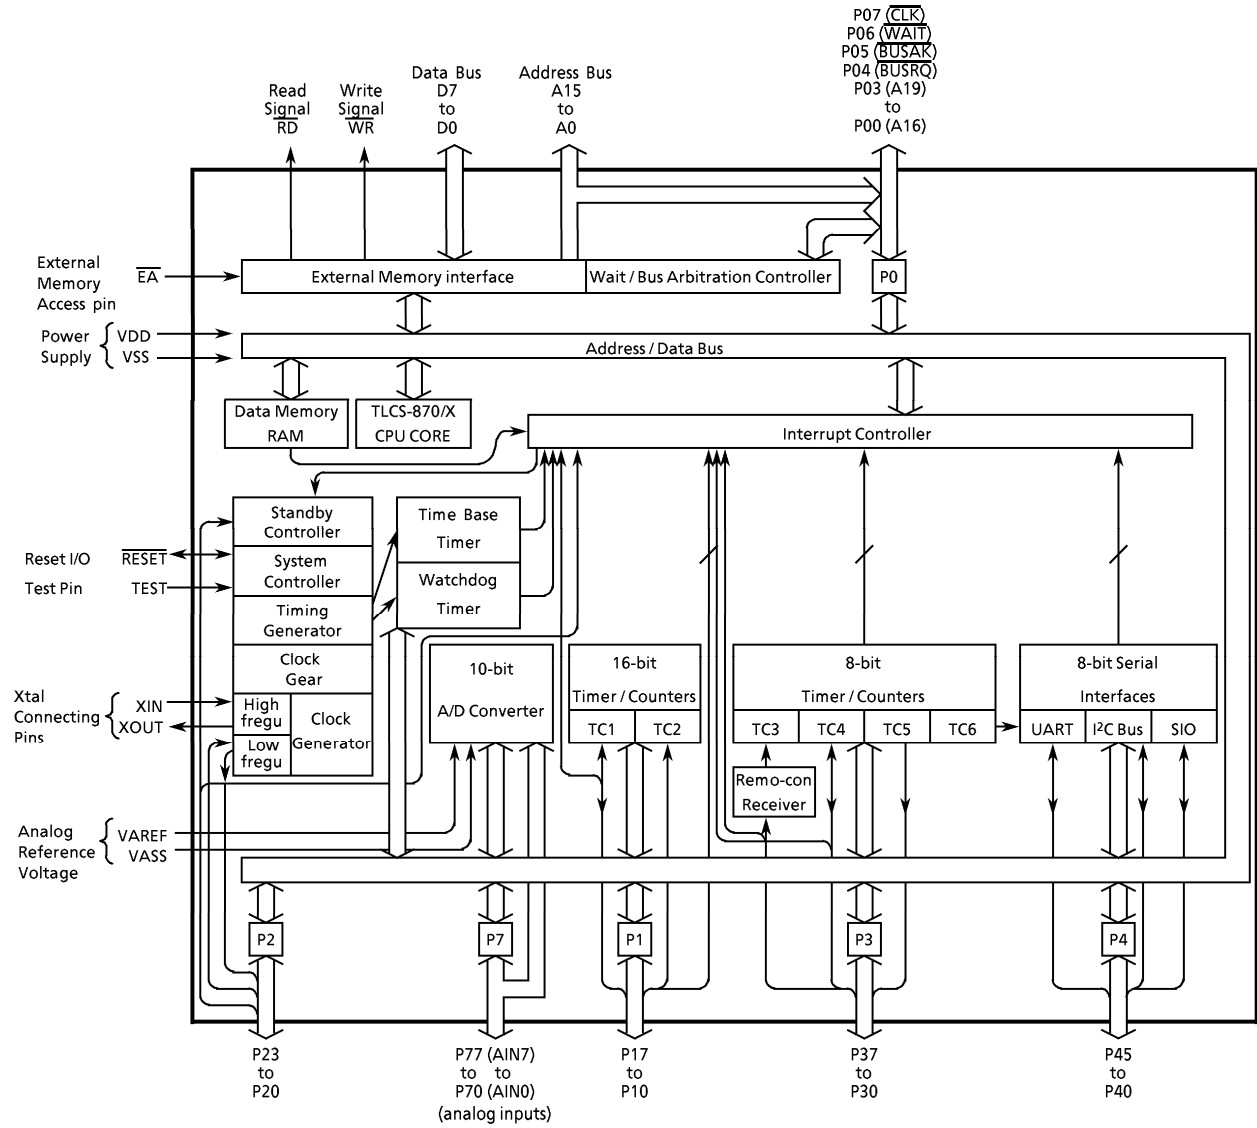 P07 (CLK)
P06 (WAIT)
P05 (BUSAK)
P04 (BUSRQ)
P03 (A19)
to
P00 (A16)
Data Bus
D7
to
D0
Address Bus
A15
to
A0
Read
Signal
RD
Write
Signal
WR
External
Memory
Access pin
EA
External Memory interface
Wait / Bus Arbitration Controller
P0
Power
Supply
VDD
VSS
Address / Data Bus
Data Memory
RAM
TLCS-870/X
CPU CORE
Interrupt Controller
Standby
Controller
Time Base
Timer
Reset I/O
RESET
System
Controller
Test Pin
TEST
Watchdog
Timer
Timing
Generator
Clock
Gear
10-bit
A/D Converter
16-bit
Timer / Counters
TC1
TC2
8-bit
Timer / Counters
TC3
TC4
TC5
TC6
8-bit Serial
Interfaces
UART
I²C Bus
SIO
Xtal
Connecting
Pins
XIN
XOUT
High
frequ
Clock
Generator
Low
frequ
Remo-con
Receiver
Analog
Reference
Voltage
VAREF
VASS
P2
P7
P1
P3
P4
P23
to
P20
P77 (AIN7)
to to
P70 (AIN0)
(analog inputs)
P17
to
P10
P37
to
P30
P45
to
P40